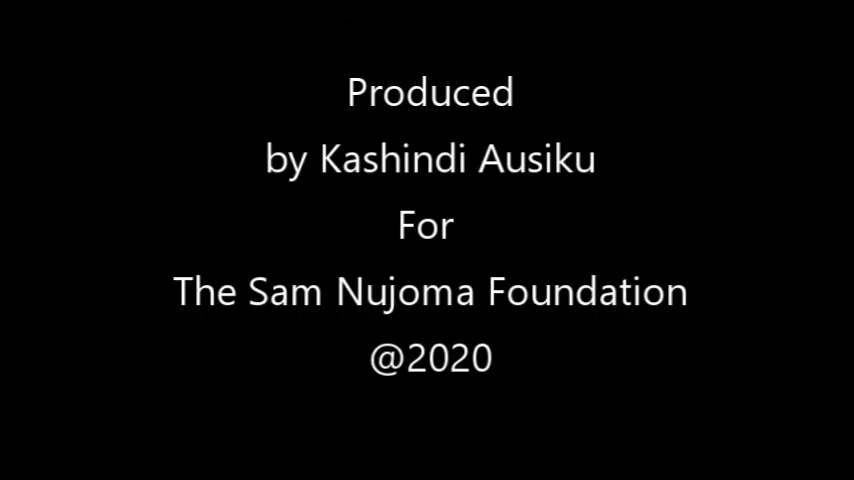 Produced
by Kashindi Ausiku
For
The Sam Nujoma Foundation
@2020